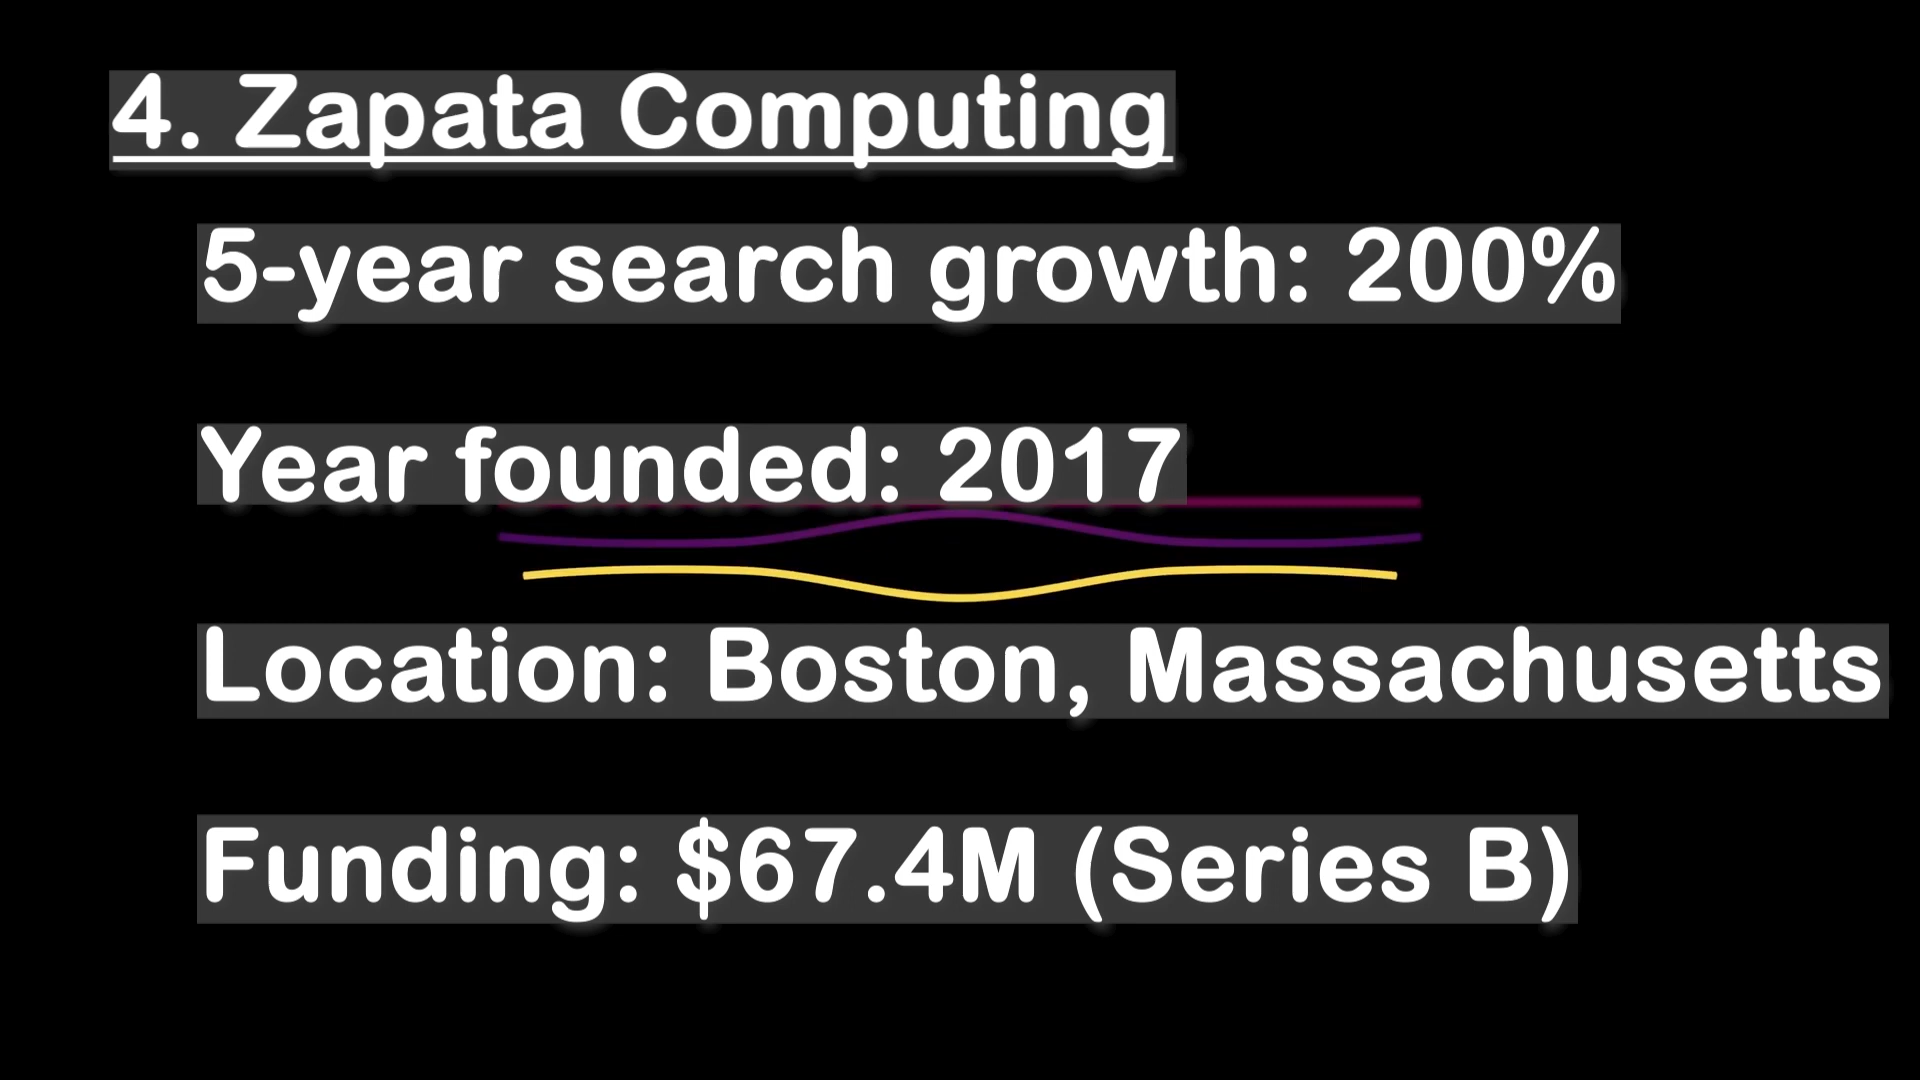 4. Zapata Computing
5-year search growth: 200%
Year founded: 2017
Location: Boston, Massachusetts
Funding: $67.4M (Series B)